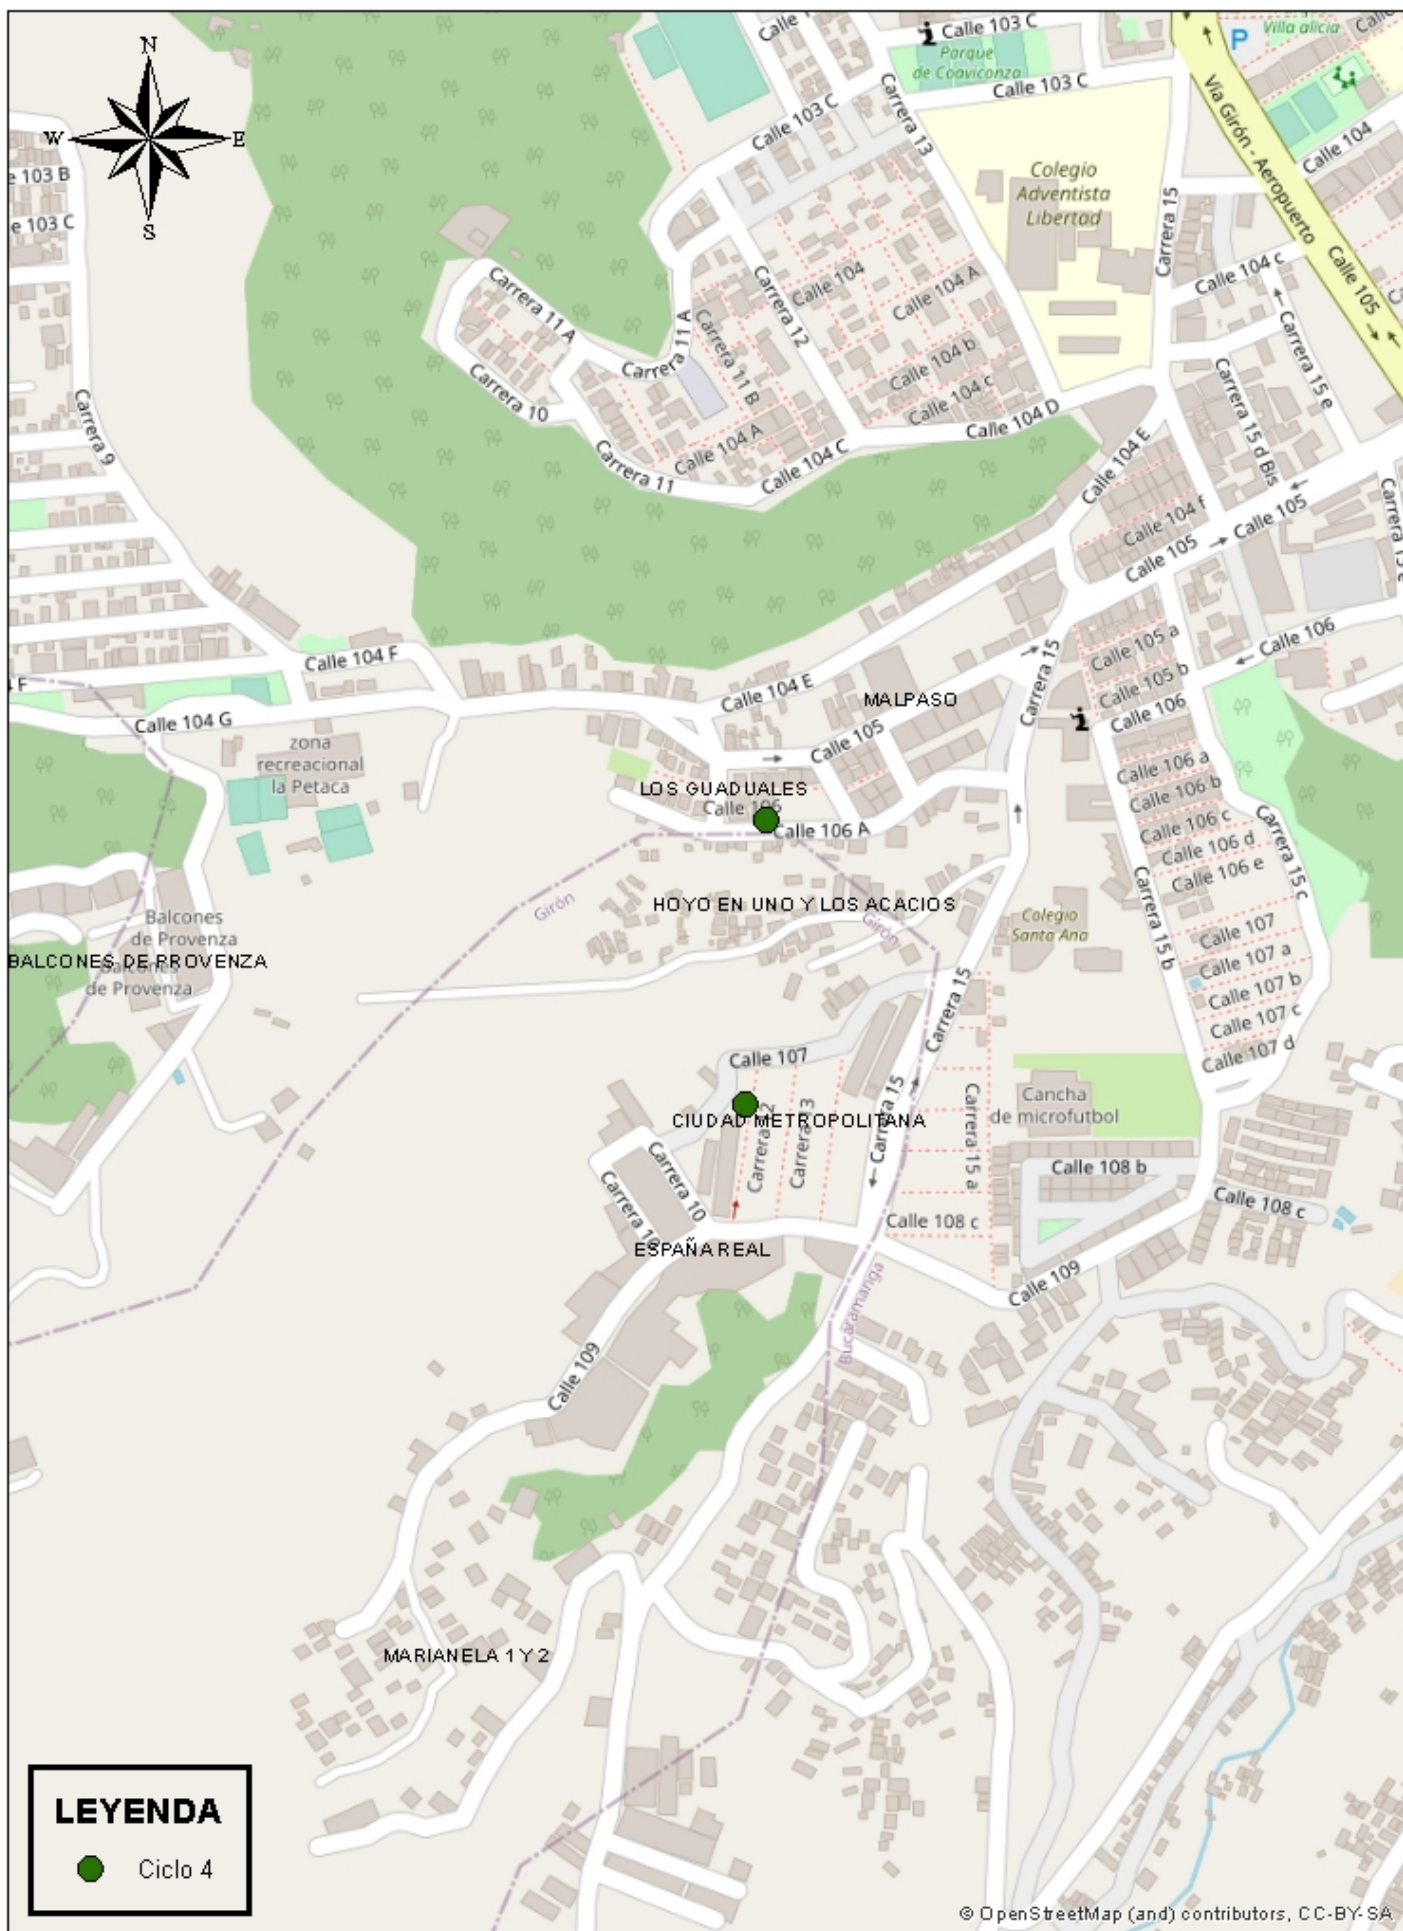 N
W
E
S
Calle 103 C
Parque
de Coaviconza
Calle 103 C
Villa alicia
P
Vía Girón - Aeropuerto
Calle 104
Calle 105
Calle 103 C
Carrera 13
Colegio
Adventista
Libertad
Carrera 15
Calle 104 c
Carrera 15 e
Carrera 15 d Bis
e 103 B
e 103 C
Carrera 9
Carrera 11 A
Carrera 11 A
Carrera 11 B
Carrera 12
Calle 104
Calle 104 A
Calle 104 b
Calle 104 c
Calle 104 D
Carrera 10
Carrera 11
Calle 104 A
Calle 104 C
Calle 104 E
Calle 104 f
Calle 105
Calle 105
Carrera 15 e
Calle 106
Calle 105 a
Calle 105 b
Calle 106
Carrera 15
Calle 104 F
4 F
Calle 104 G
Calle 104 E
MALPASO
Calle 105
zona
recreacional
la Petaca
LOS GUADUALES
Calle 106
Calle 106 A
Calle 106 a
Calle 106 b
Calle 106 c
Calle 106 d
Calle 106 e
Carrera 15 c
Carrera 15 b
Girón
HOYO EN UNO Y LOS ACACIOS
Girón
Colegio
Santa Ana
Balcones
de Provenza
BALCONES DE PROVENZA
Balcones
de Provenza
Calle 107
Calle 107 a
Calle 107 b
Calle 107 c
Calle 107 d
Carrera 15
Calle 107
Carrera 15
Carrera 15 a
Cancha
de microfutbol
CIUDAD METROPOLITANA
Carrera 12
Carrera 13
Carrera 10
Carrera 10
Calle 108 b
Calle 108 c
Calle 108 c
ESPAÑA REAL
Calle 109
Bucaramanga
Calle 109
MARIANELA 1 Y 2
LEYENDA
Ciclo 4
© OpenStreetMap (and) contributors, CC-BY-SA